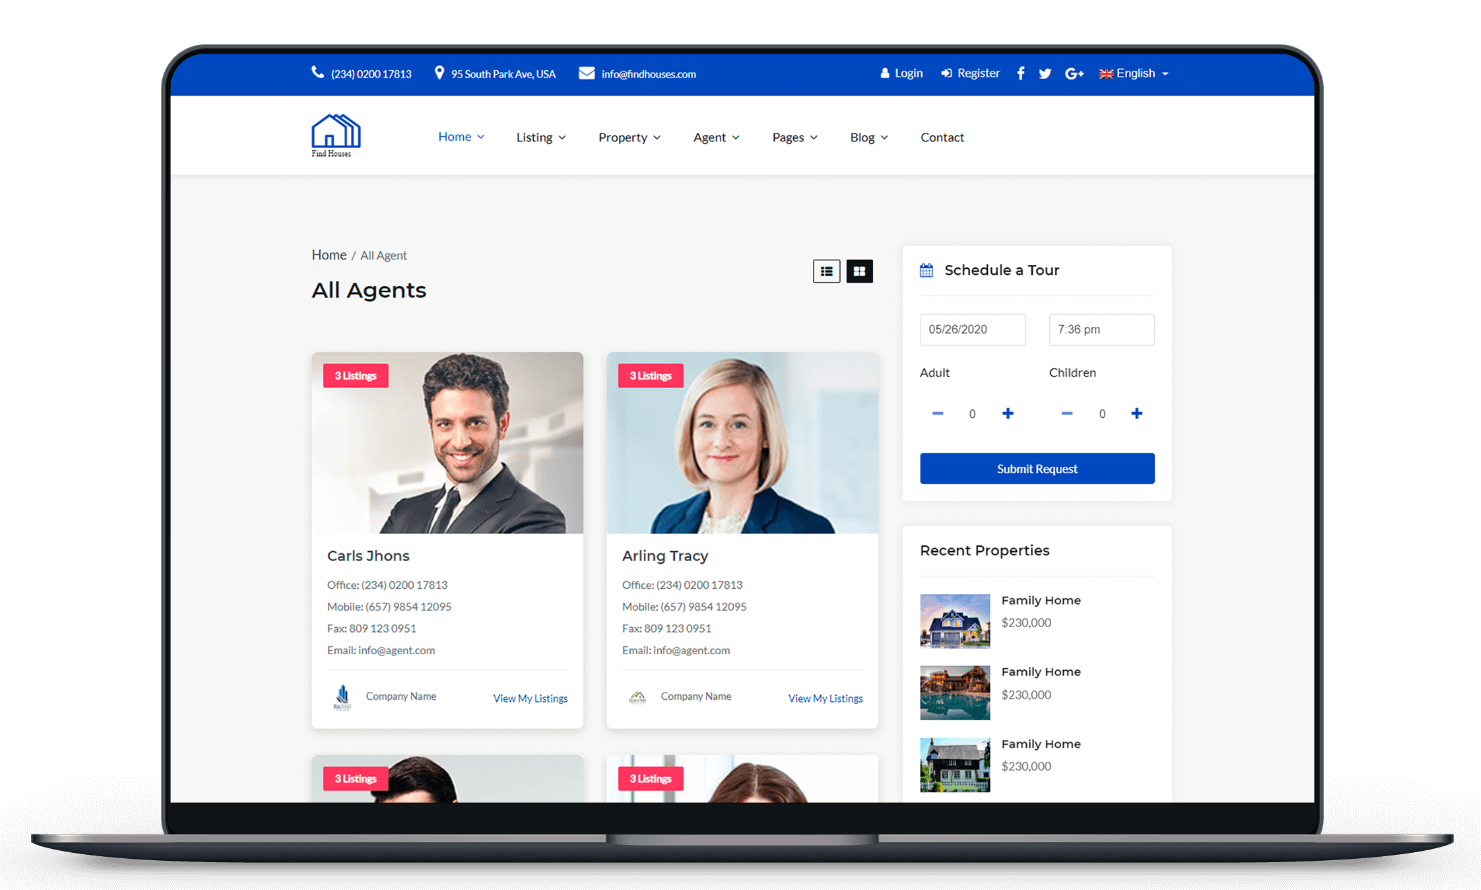 (234) 0200 17813
95 South Park Ave, USA
info@findhouses.com
Login
Register
English
Find Houses
Home
Listing
Property
Agent
Pages
Blog
Contact
Home / All Agent
All Agents
3 Listings
Carls Jhons
Office: (234) 0200 17813
Mobile: (657) 9854 12095
Fax: 809 123 0951
Email: info@agent.com
Company Name
View My Listings
3 Listings
Arling Tracy
Office: (234) 0200 17813
Mobile: (657) 9854 12095
Fax: 809 123 0951
Email: info@agent.com
Company Name
View My Listings
3 Listings
3 Listings
Schedule a Tour
05/26/2020
7:36 pm
Adult
Children
0
0
Submit Request
Recent Properties
Family Home
$230,000
Family Home
$230,000
Family Home
$230,000